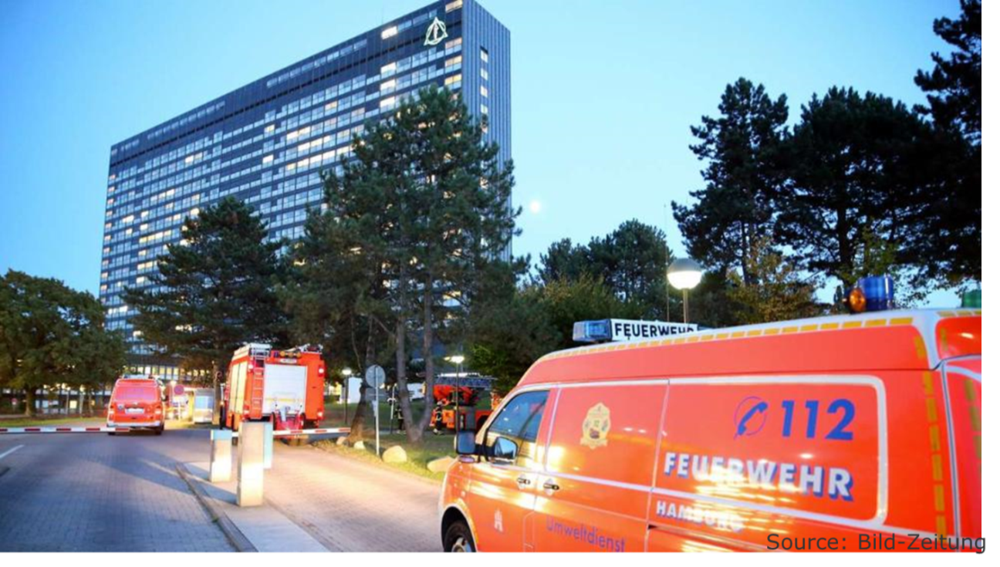 FEUERWEHR
112
FEUERWEHR
HAMBURG
Umweltdienst
Source: Bild-Zeitung